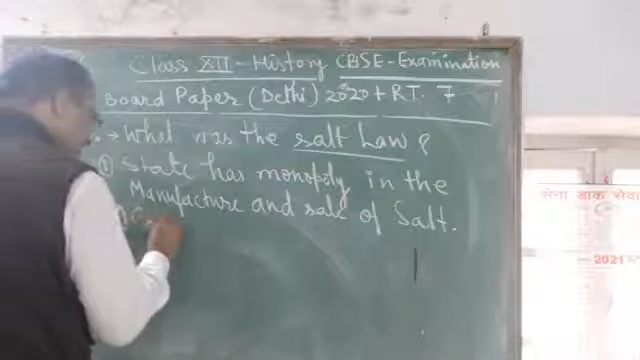 Class XII - History CBSE - Examination
Board Paper (Delhi) 2020 + RT. 7
→ What was the salt Law?
① State has monopoly in the
Manufacture and sale of Salt.
सेना डाक सेवा
2021